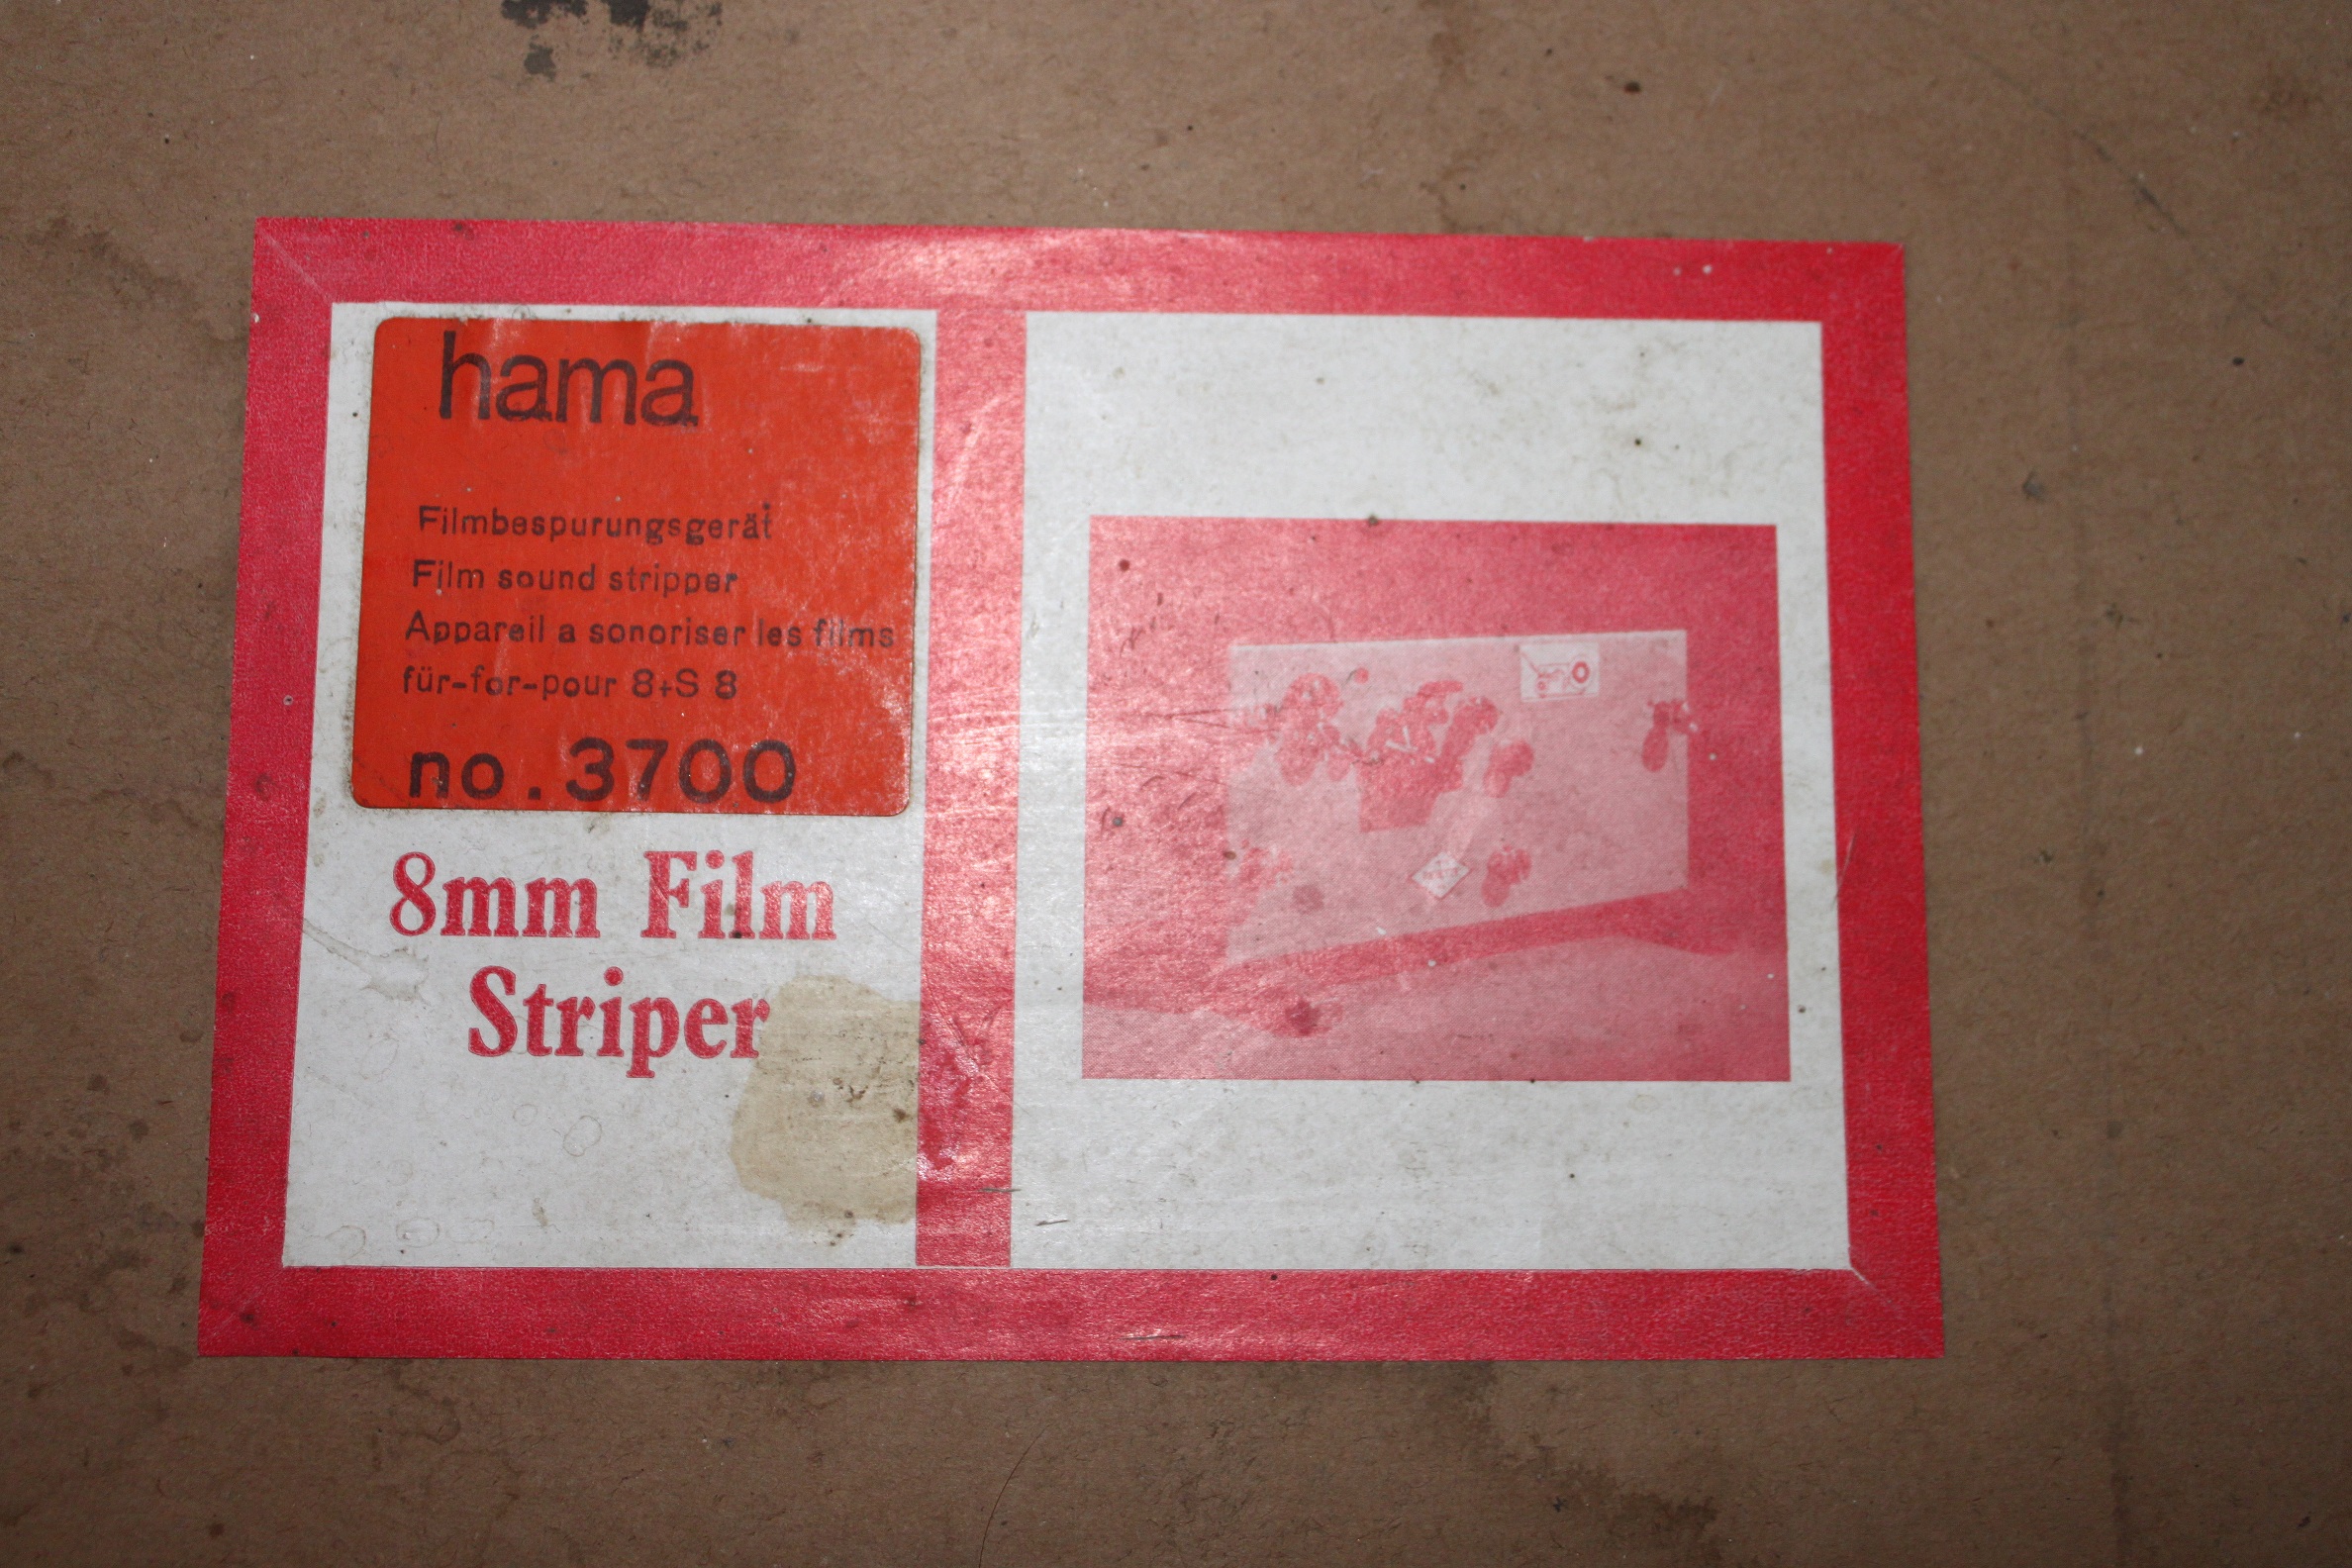 hama
Filmbespurungsgerät
Film sound stripper
Appareil a sonoriser les films
für-for-pour 8+S 8
no. 3700
8mm Film
Striper